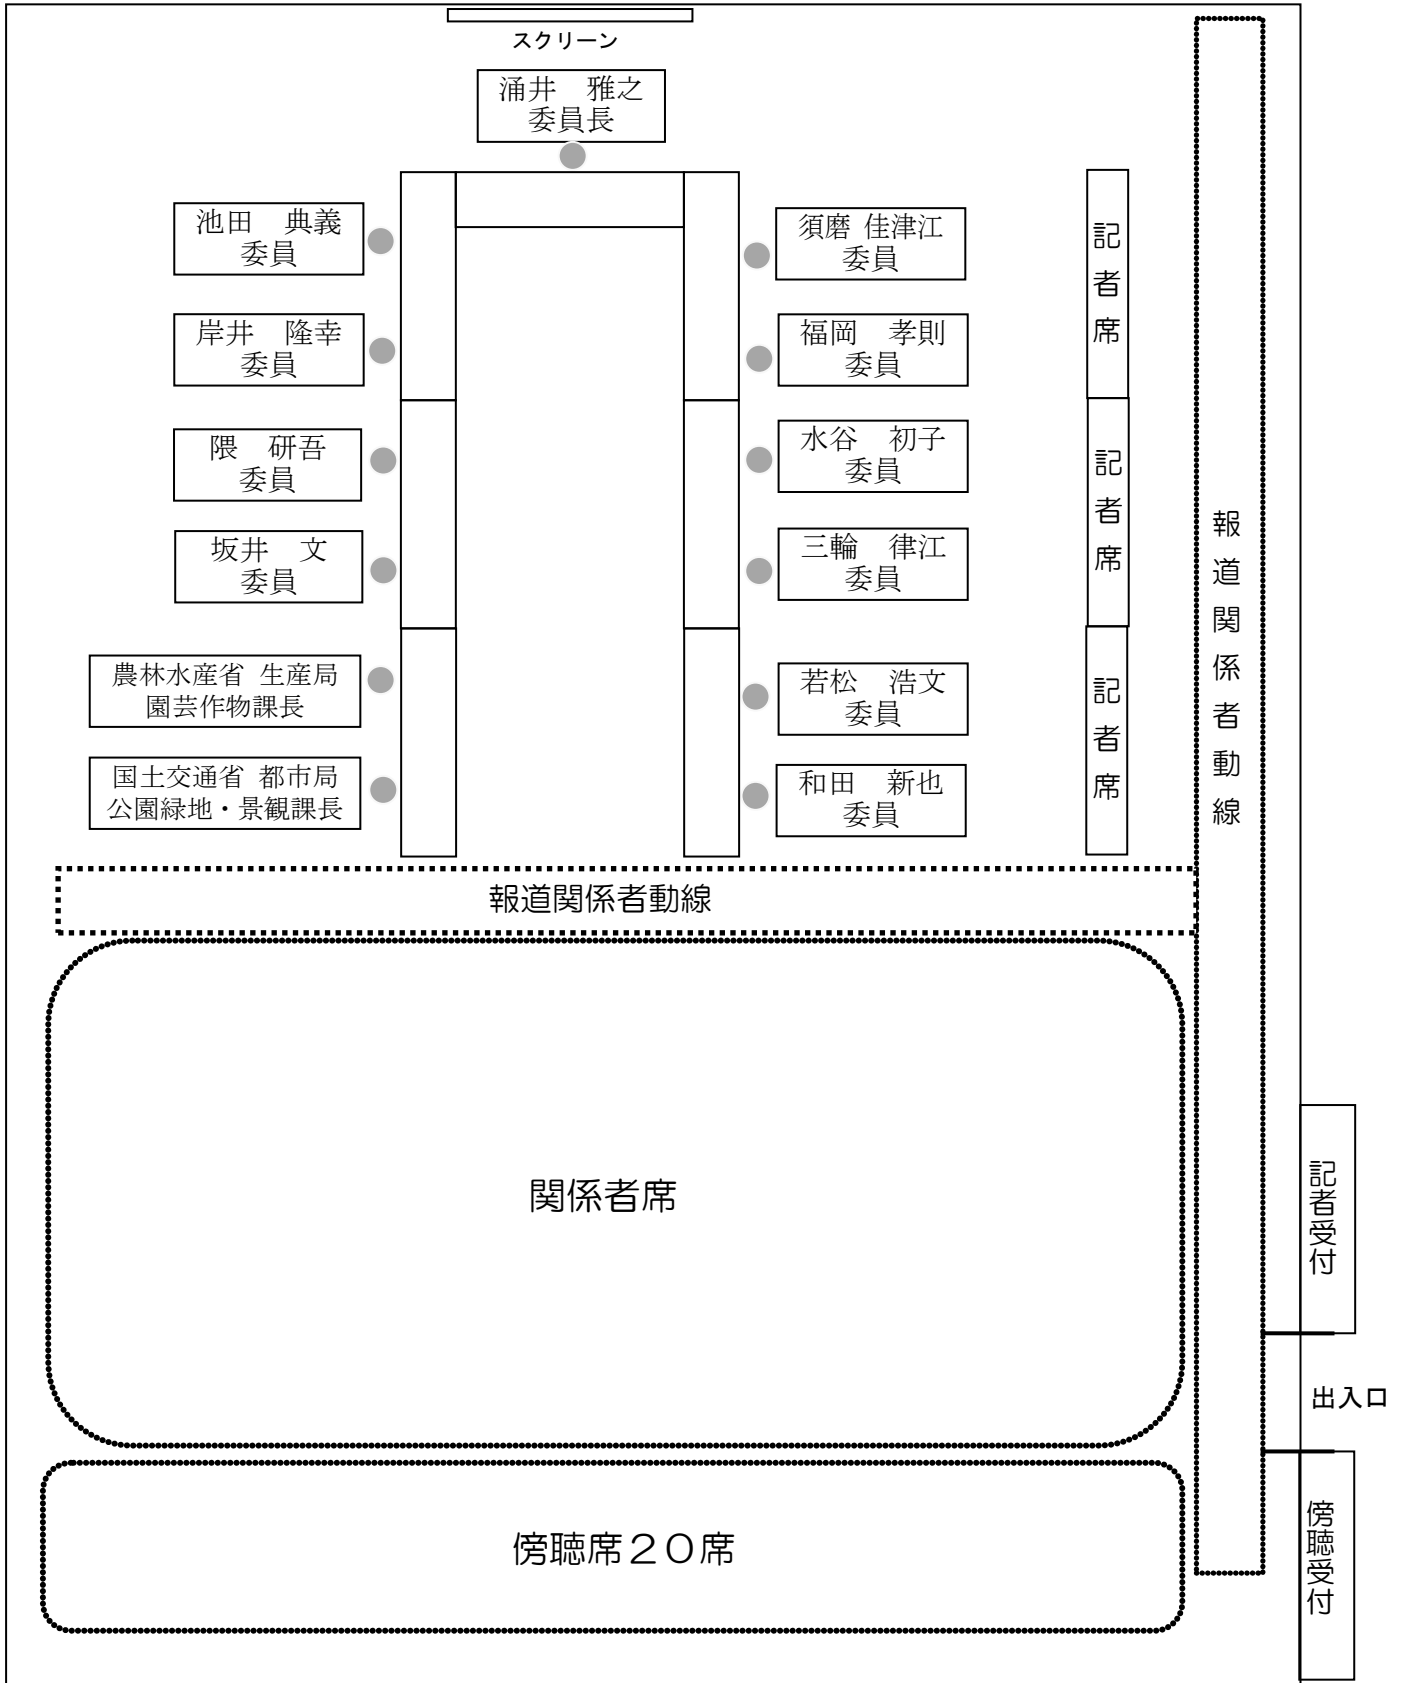 スクリーン
涌井　雅之
委員長
池田　典義
委員
須磨 佳津江
委員
岸井　隆幸
委員
福岡　孝則
委員
隈　研吾
委員
水谷　初子
委員
坂井　文
委員
三輪　律江
委員
農林水産省 生産局
園芸作物課長
若松　浩文
委員
国土交通省 都市局
公園緑地・景観課長
和田　新也
委員
記者席
記者席
記者席
報道関係者動線
報道関係者動線
関係者席
記者受付
出入口
傍聴席２０席
傍聴受付